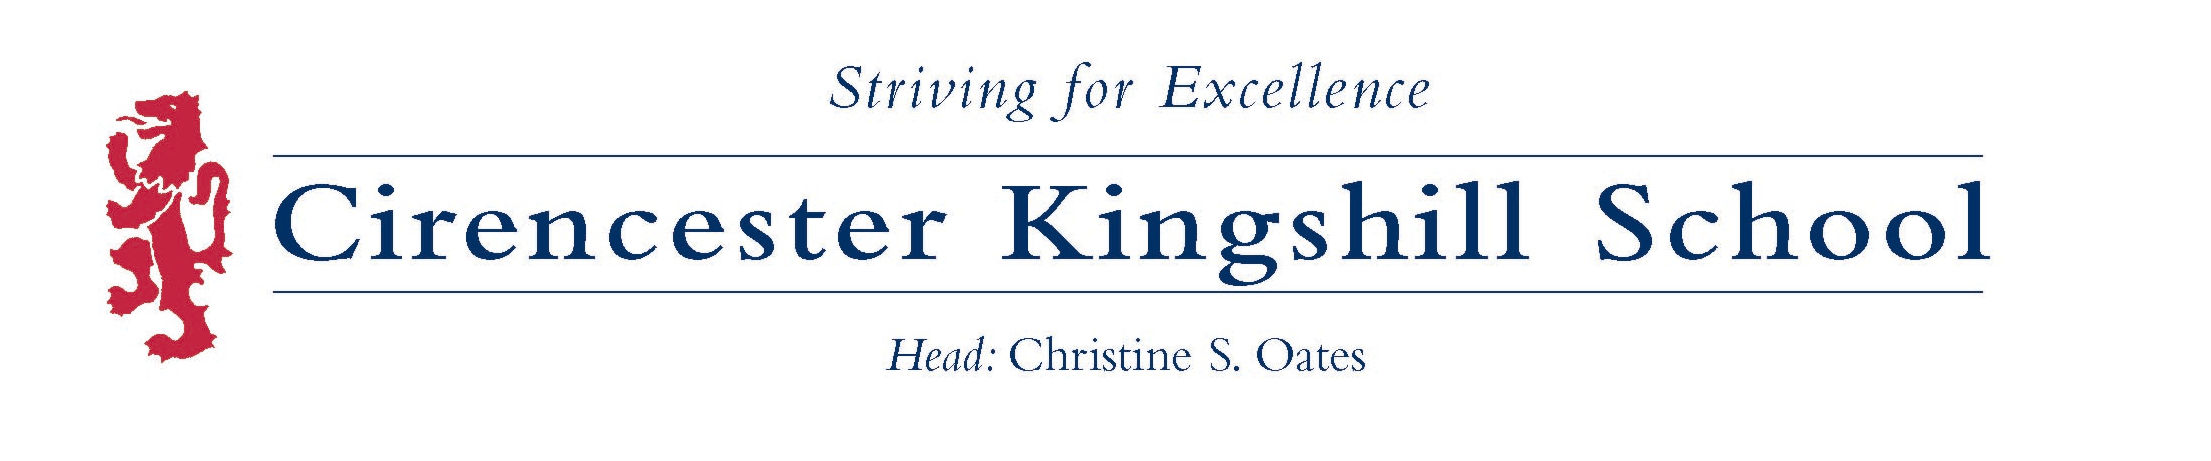 Striving for Excellence
Cirencester Kingshill School
Head: Christine S. Oates